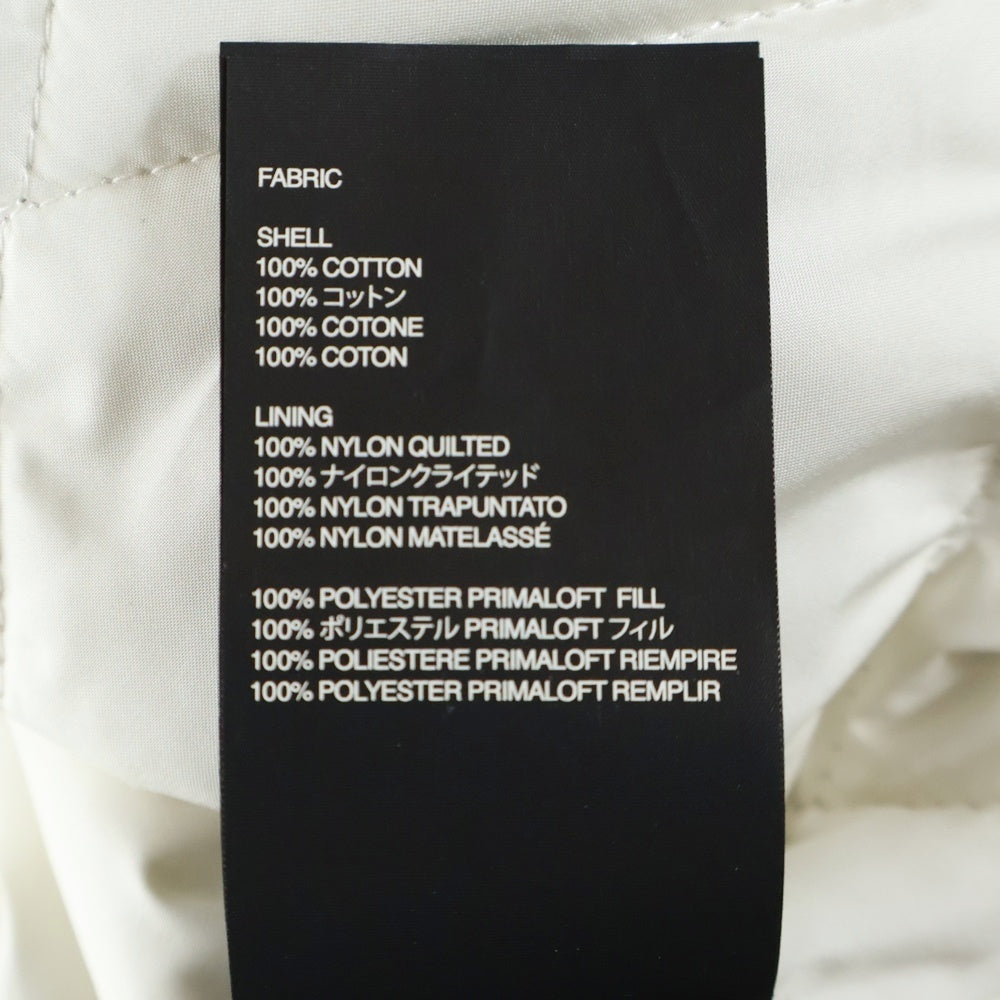 FABRIC
SHELL
100% COTTON
100% コットン
100% COTONE
100% COTON
LINING
100% NYLON QUILTED
100% ナイロンクライテッド
100% NYLON TRAPUNTATO
100% NYLON MATELASSÉ
100% POLYESTER PRIMALOFT FILL
100% ポリエステル PRIMALOFT フィル
100% POLIESTERE PRIMALOFT RIEMPIRE
100% POLYESTER PRIMALOFT REMPLIR